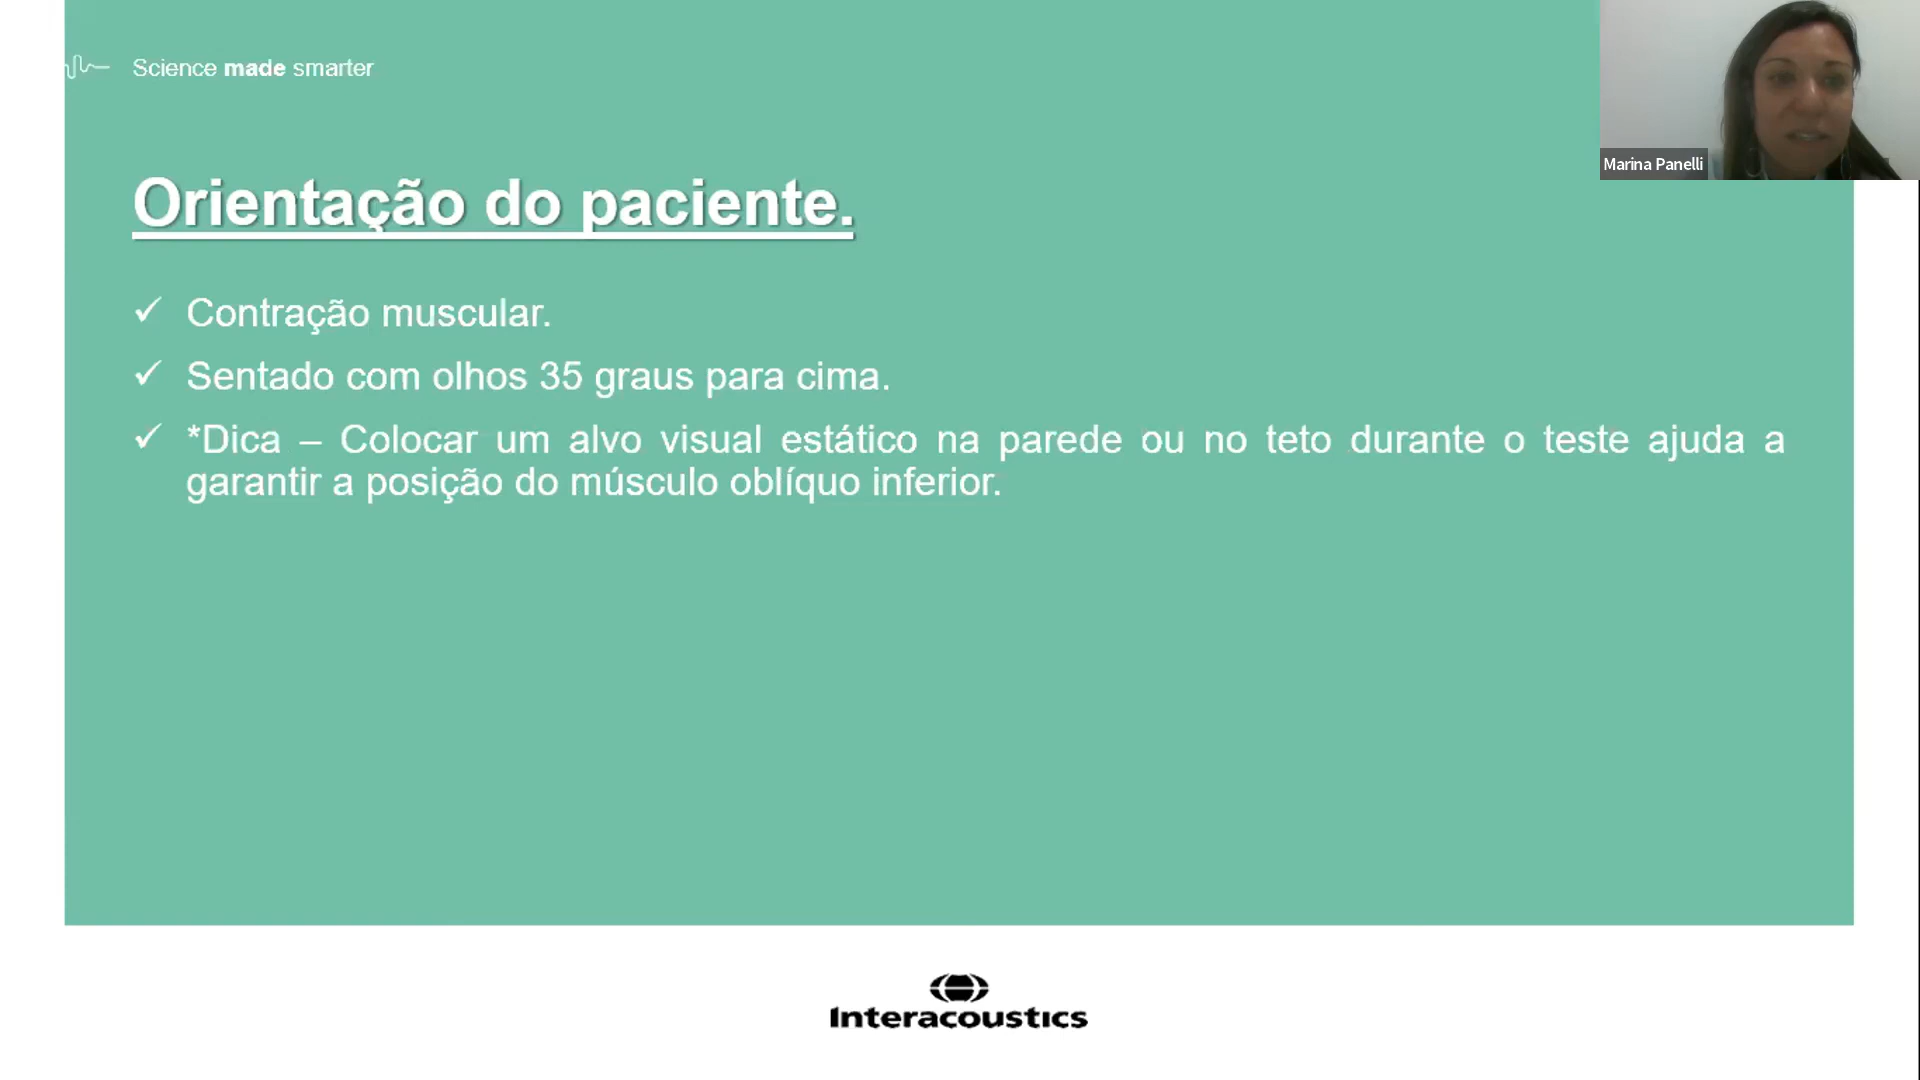 Science made smarter
Marina Panelli
Orientação do paciente.
✓ Contração muscular.
✓ Sentado com olhos 35 graus para cima.
✓ *Dica – Colocar um alvo visual estático na parede ou no teto durante o teste ajuda a
garantir a posição do músculo oblíquo inferior.
Interacoustics